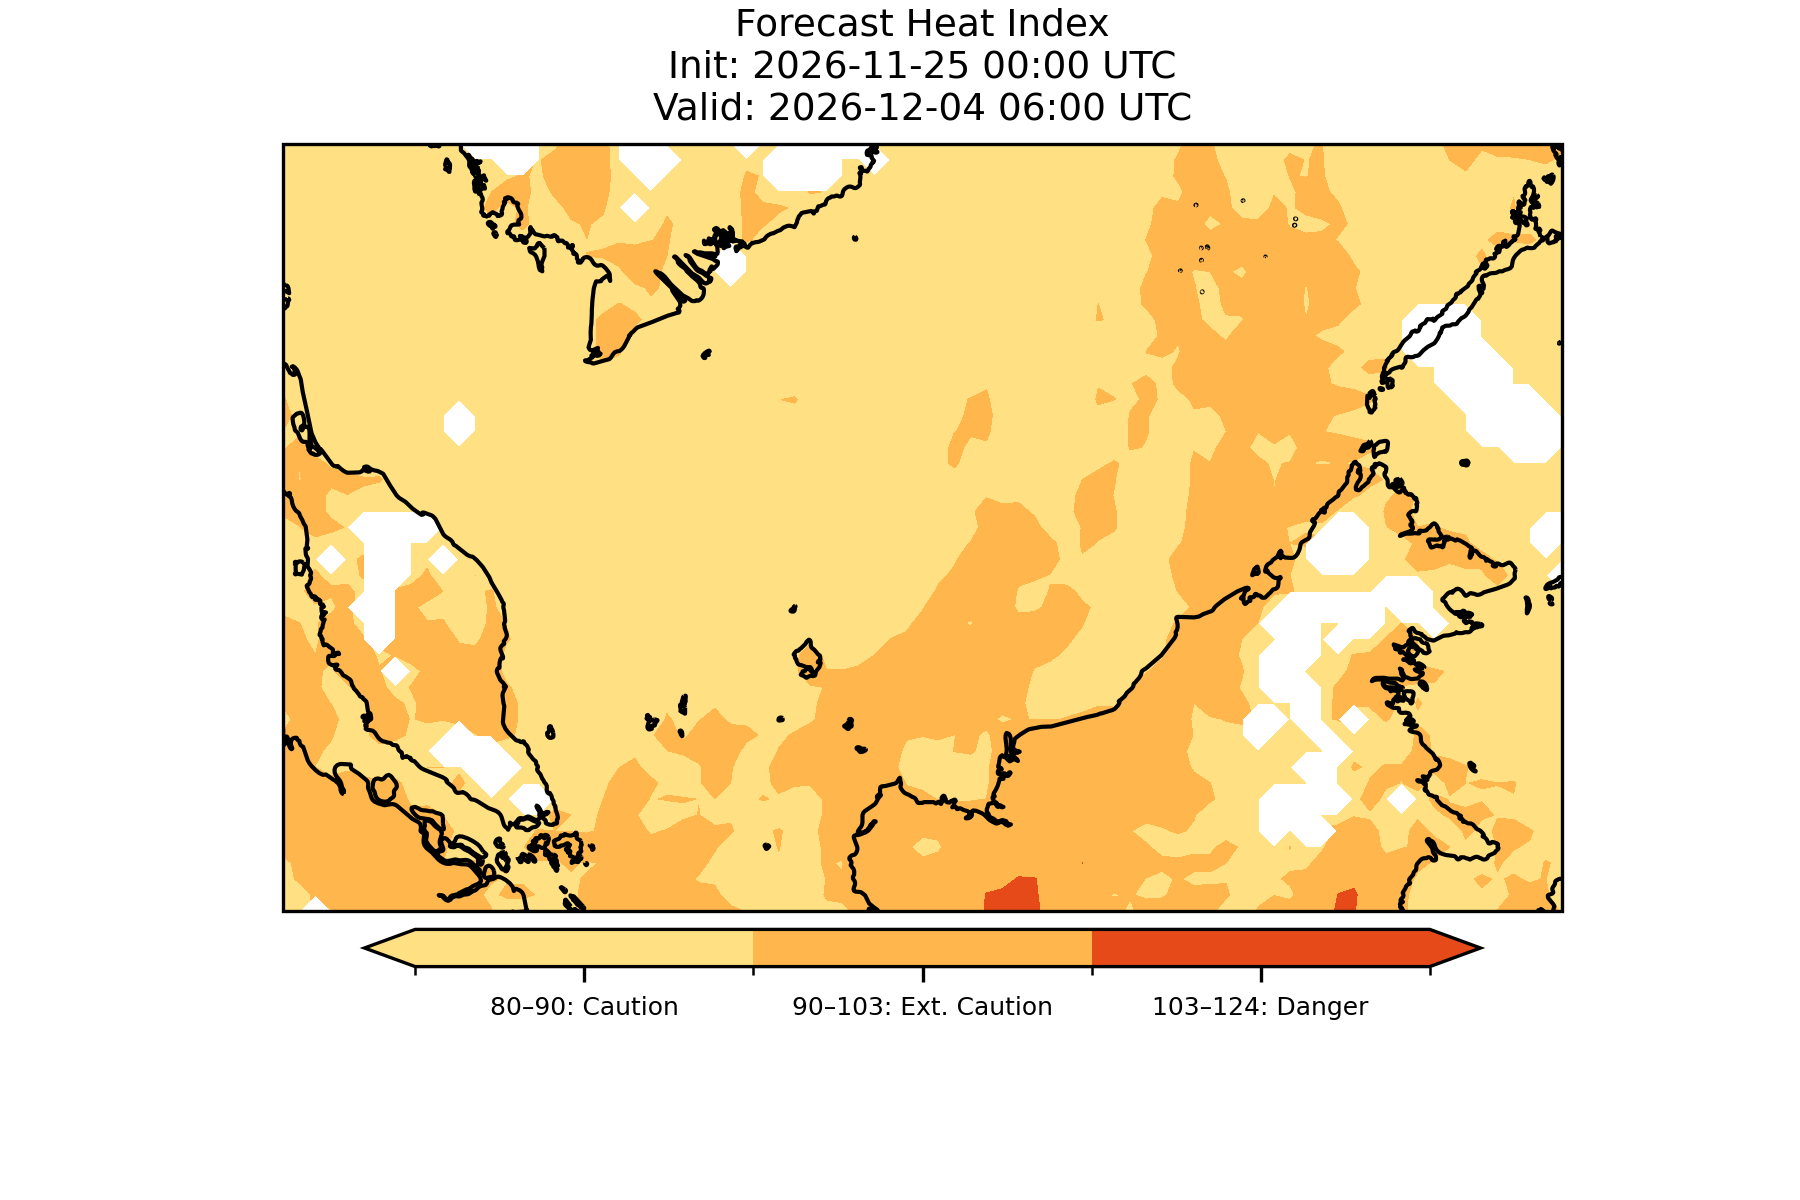 Forecast Heat Index
Init: 2026-11-25 00:00 UTC
Valid: 2026-12-04 06:00 UTC
80–90: Caution
90–103: Ext. Caution
103–124: Danger